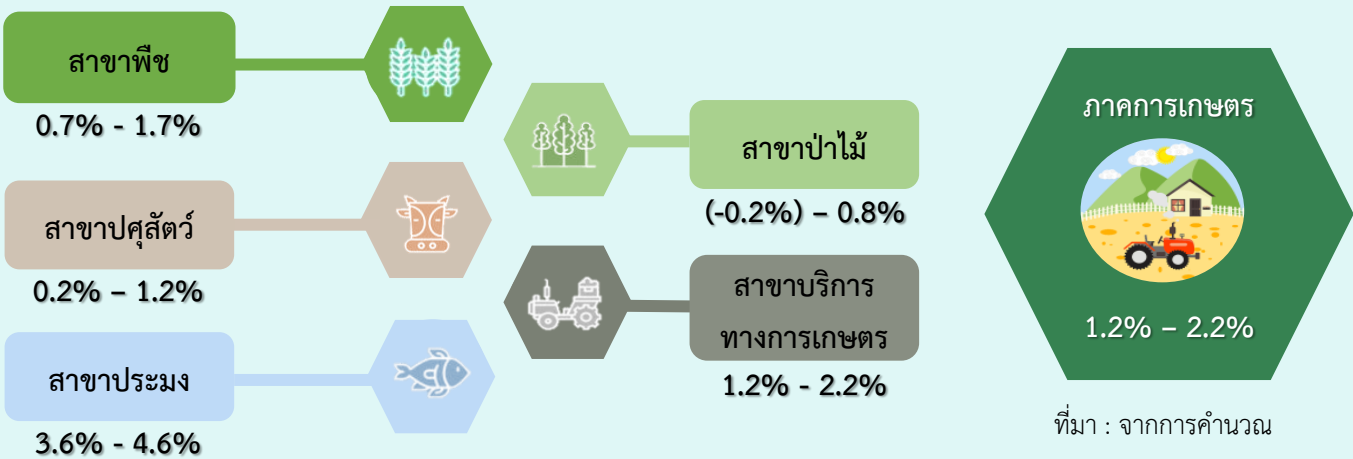 สาขาพืช
0.7% - 1.7%
สาขาปศุสัตว์
0.2% – 1.2%
สาขาประมง
3.6% - 4.6%
สาขาป่าไม้
(-0.2%) – 0.8%
สาขาบริการ
ทางการเกษตร
1.2% - 2.2%
ภาคการเกษตร
1.2% – 2.2%
ที่มา : จากการคำนวณ